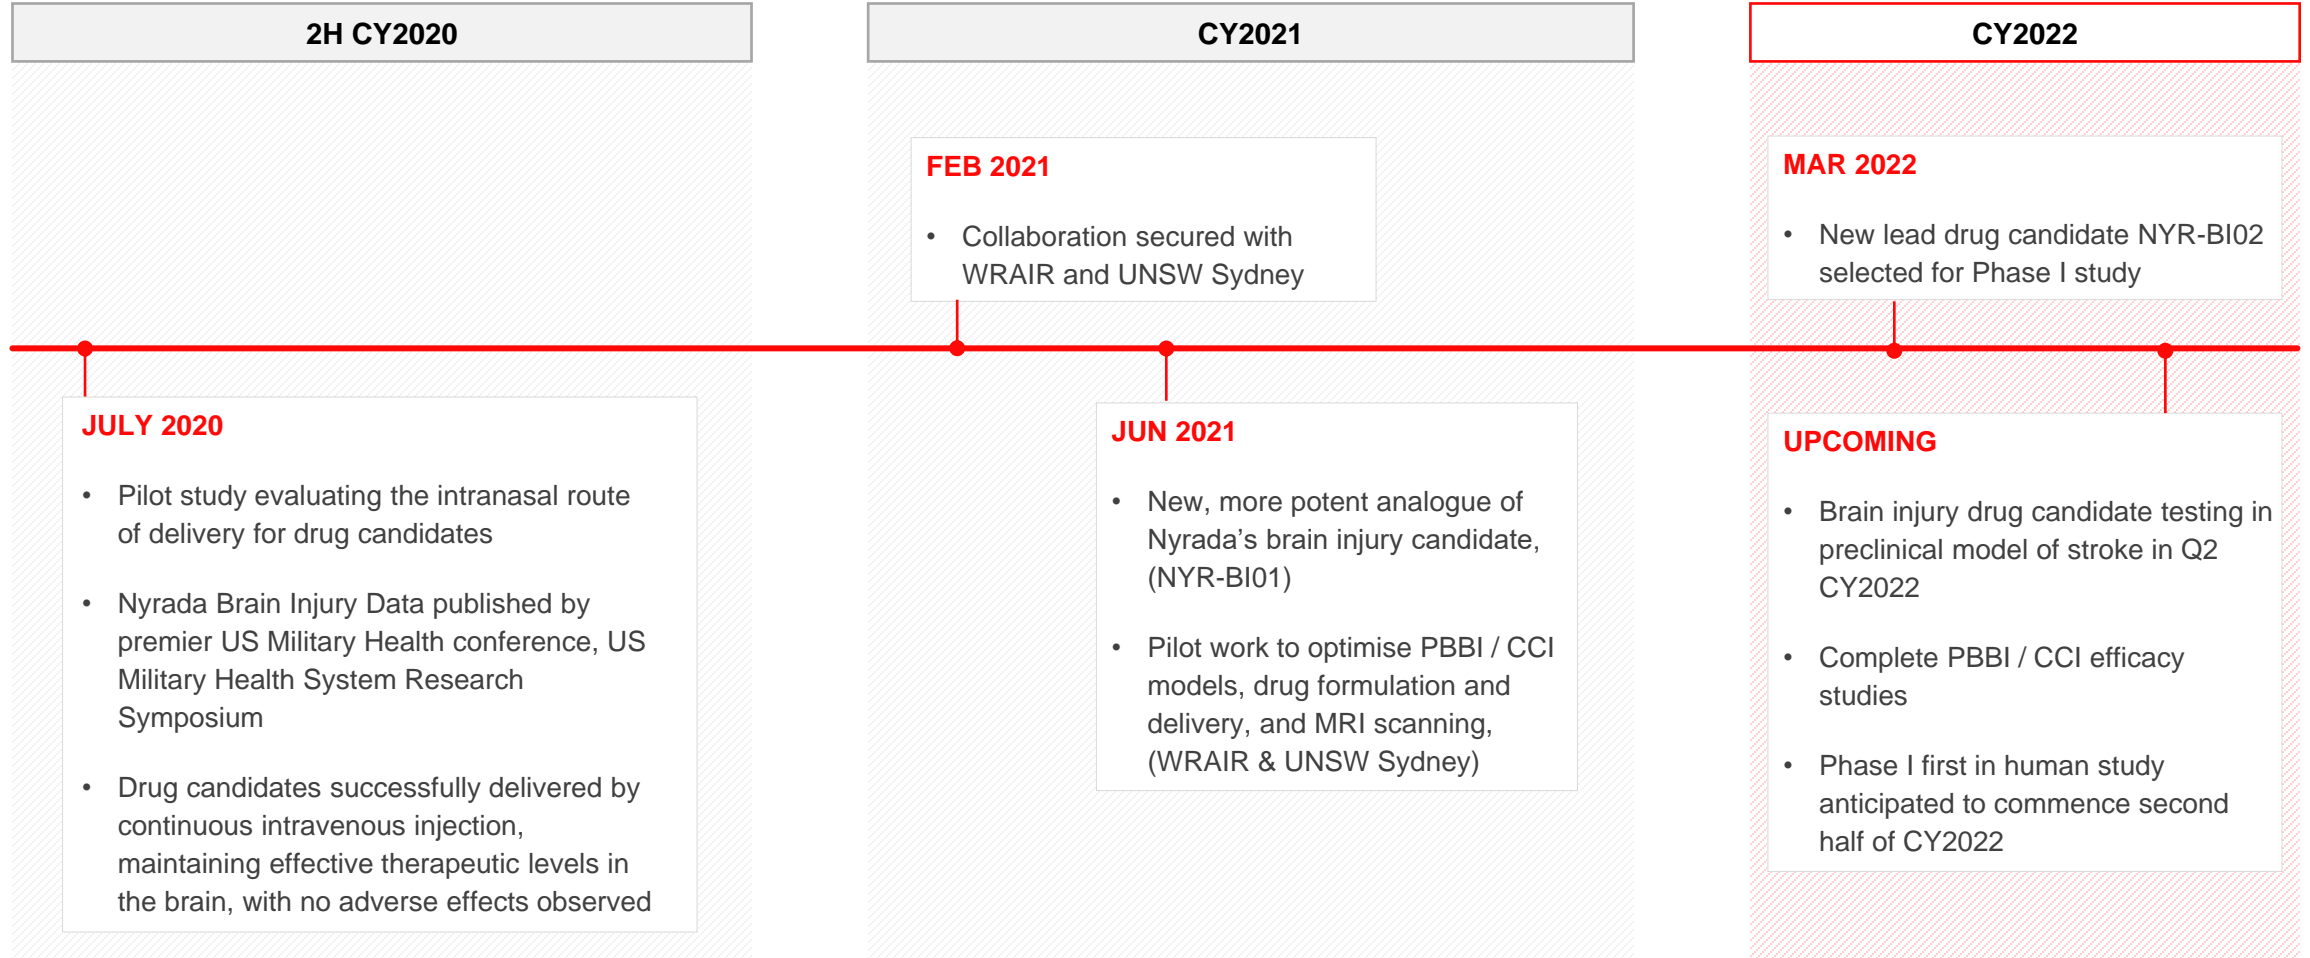 2H CY2020
CY2021
CY2022
FEB 2021
• Collaboration secured with
WRAIR and UNSW Sydney
MAR 2022
• New lead drug candidate NYR-BI02
selected for Phase I study
JULY 2020
• Pilot study evaluating the intranasal route
of delivery for drug candidates
• Nyrada Brain Injury Data published by
premier US Military Health conference, US
Military Health System Research
Symposium
• Drug candidates successfully delivered by
continuous intravenous injection,
maintaining effective therapeutic levels in
the brain, with no adverse effects observed
JUN 2021
• New, more potent analogue of
Nyrada’s brain injury candidate,
(NYR-BI01)
• Pilot work to optimise PBBI / CCI
models, drug formulation and
delivery, and MRI scanning,
(WRAIR & UNSW Sydney)
UPCOMING
• Brain injury drug candidate testing in
preclinical model of stroke in Q2
CY2022
• Complete PBBI / CCI efficacy
studies
• Phase I first in human study
anticipated to commence second
half of CY2022